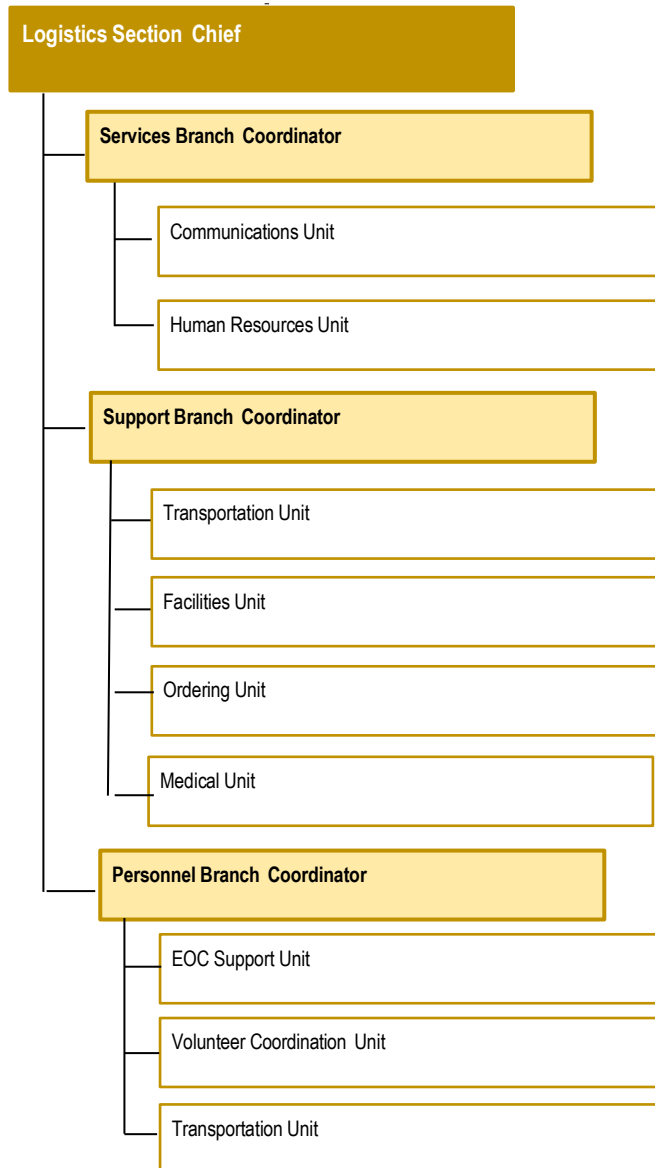 Logistics Section Chief
Services Branch Coordinator
Communications Unit
Human Resources Unit
Support Branch Coordinator
Transportation Unit
Facilities Unit
Ordering Unit
Medical Unit
Personnel Branch Coordinator
EOC Support Unit
Volunteer Coordination Unit
Transportation Unit